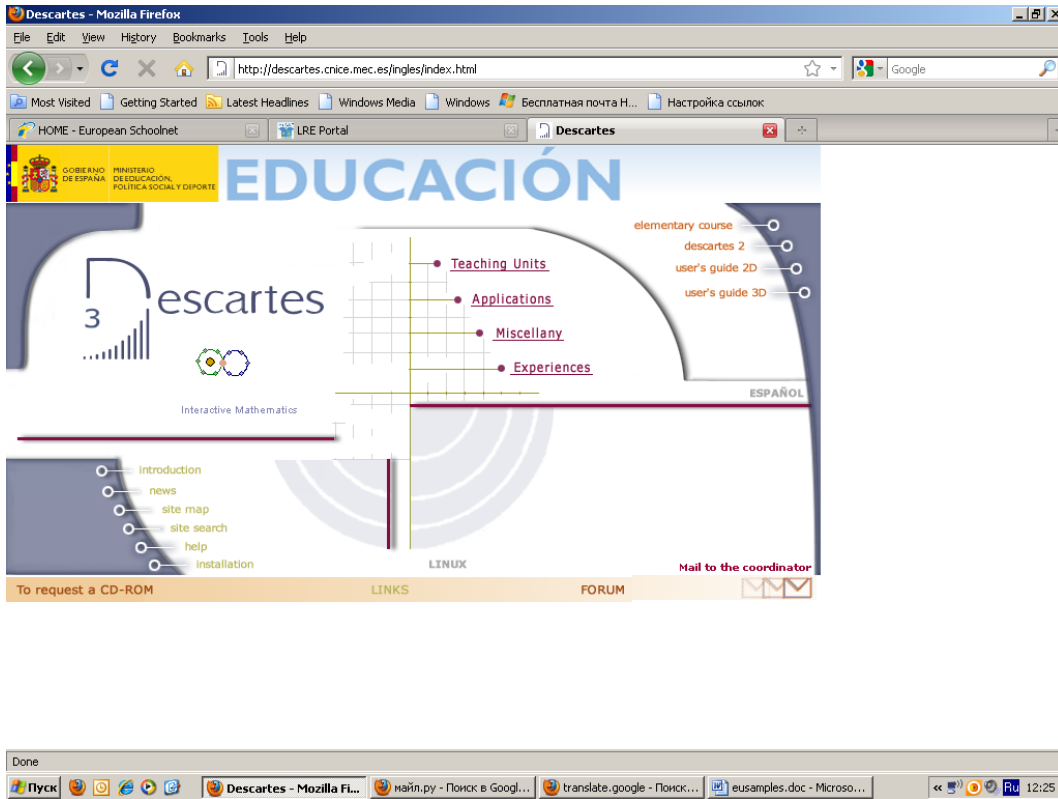 Descartes - Mozilla Firefox
File Edit View History Bookmarks Tools Help
http://descartes.cnice.mec.es/ingles/index.html
Google
Most Visited Getting Started Latest Headlines Windows Media Windows Бесплатная почта H... Настройка ссылок
HOME - European Schoolnet LRE Portal Descartes
GOBIERNO DE ESPAÑA
MINISTERIO DE EDUCACIÓN, POLÍTICA SOCIAL Y DEPORTE
EDUCACIÓN
elementary course
descartes 2
user's guide 2D
user's guide 3D
Teaching Units
Applications
Miscellany
Experiences
Descartes
3
Interactive Mathematics
ESPAÑOL
introduction
news
site map
site search
help
installation
LINUX
Mail to the coordinator
To request a CD-ROM LINKS FORUM
Done
Пуск Descartes - Mozilla Fi... майл.ру - Поиск в Googl... translate.google - Поиск... eusamples.doc - Microso... « Ru 12:25